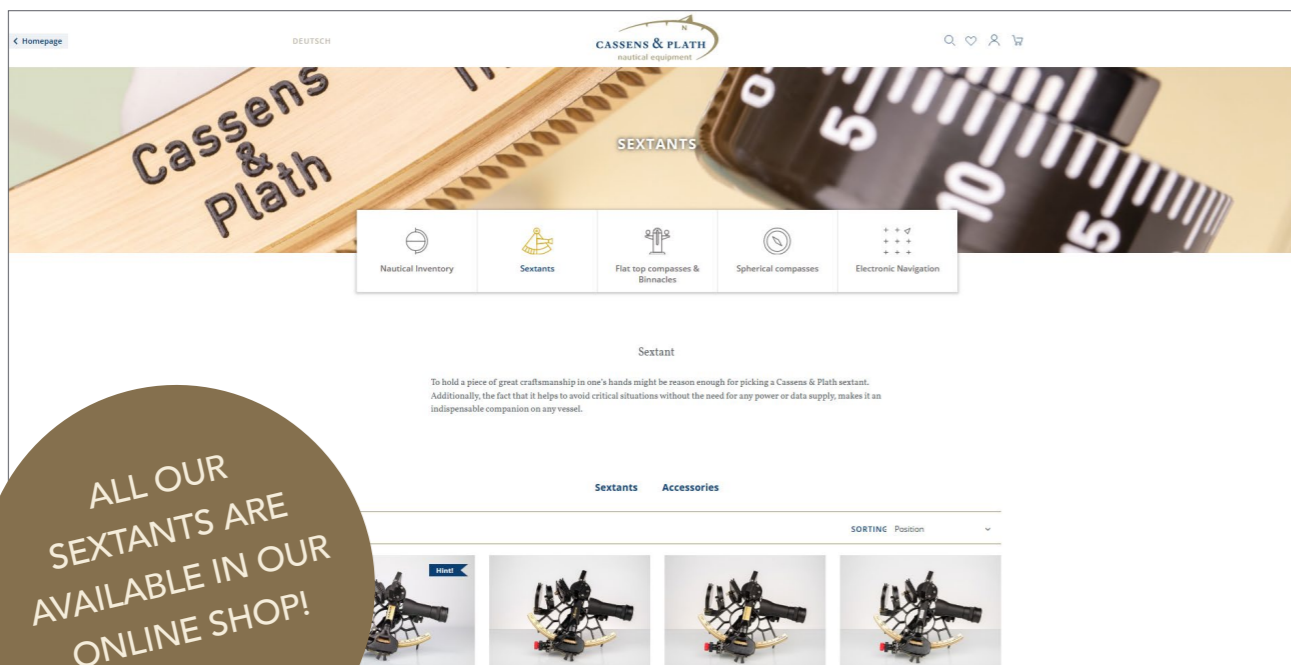 Homepage
DEUTSCH
CASSENS & PLATH
nautical equipment
Cassens
&
Plath
0
5
10
15
SEXTANTS
Nautical Inventory
Sextants
Flat top compasses &
Binnacles
Spherical compasses
Electronic Navigation
Sextant
To hold a piece of great craftsmanship in one's hands might be reason enough for picking a Cassens & Plath sextant.
Additionally, the fact that it helps to avoid critical situations without the need for any power or data supply, makes it an
indispensable companion on any vessel.
Sextants Accessories
SORTING Position
Hint!
ALL OUR
SEXTANTS ARE
AVAILABLE IN OUR
ONLINE SHOP!